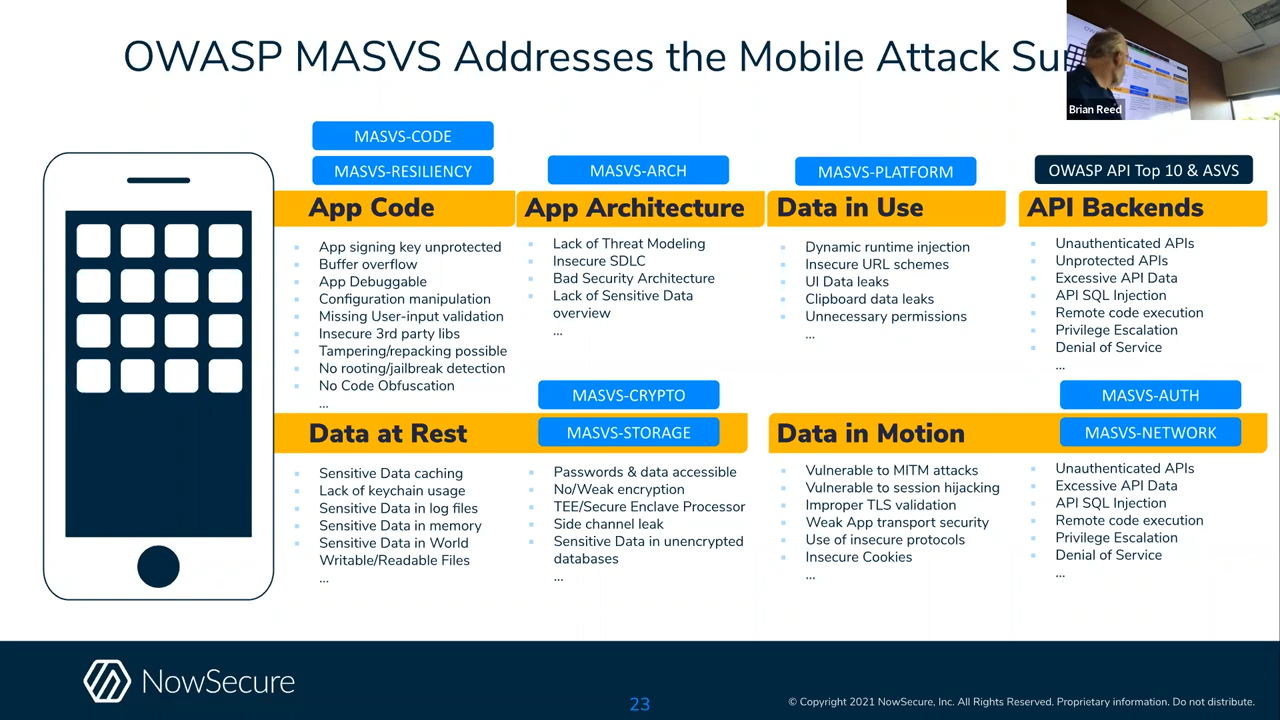 OWASP MASVS Addresses the Mobile Attack
Brian Reed
MASVS-CODE
MASVS-RESILIENCY
App Code
App signing key unprotected
Buffer overflow
App Debuggable
Configuration manipulation
Missing User-input validation
Insecure 3rd party libs
Tampering/repacking possible
No rooting/jailbreak detection
No Code Obfuscation
...
MASVS-ARCH
App Architecture
Lack of Threat Modeling
Insecure SDLC
Bad Security Architecture
Lack of Sensitive Data
overview
...
MASVS-PLATFORM
Data in Use
Dynamic runtime injection
Insecure URL schemes
UI Data leaks
Clipboard data leaks
Unnecessary permissions
...
OWASP API Top 10 & ASVS
API Backends
Unauthenticated APIs
Unprotected APIs
Excessive API Data
API SQL Injection
Remote code execution
Privilege Escalation
Denial of Service
...
Data at Rest
Sensitive Data caching
Lack of keychain usage
Sensitive Data in log files
Sensitive Data in memory
Sensitive Data in World
Writable/Readable Files
...
MASVS-CRYPTO
MASVS-STORAGE
Passwords & data accessible
No/Weak encryption
TEE/Secure Enclave Processor
Side channel leak
Sensitive Data in unencrypted
databases
...
Data in Motion
Vulnerable to MITM attacks
Vulnerable to session hijacking
Improper TLS validation
Weak App transport security
Use of insecure protocols
Insecure Cookies
...
MASVS-AUTH
MASVS-NETWORK
Unauthenticated APIs
Excessive API Data
API SQL Injection
Remote code execution
Privilege Escalation
Denial of Service
...
NowSecure
23
© Copyright 2021 NowSecure, Inc. All Rights Reserved. Proprietary information. Do not distribute.